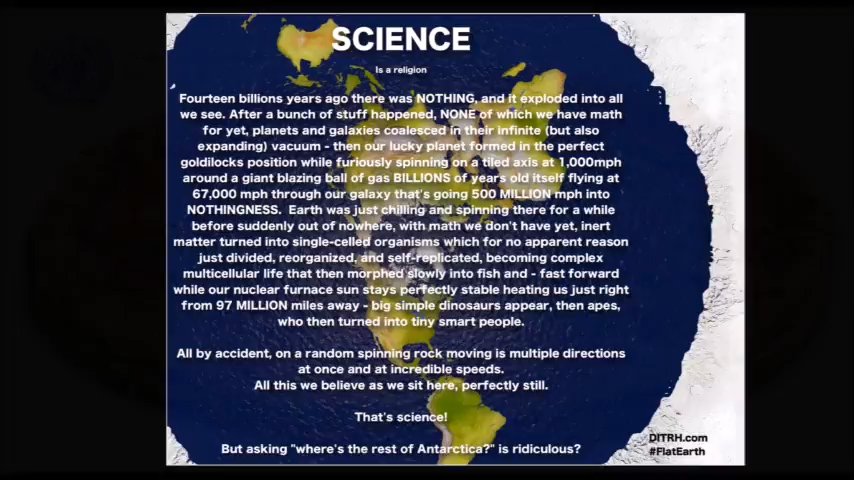 SCIENCE
Is a religion
Fourteen billions years ago there was NOTHING, and it exploded into all
we see. After a bunch of stuff happened, NONE of which we have math
for yet, planets and galaxies coalesced in their infinite (but also
expanding) vacuum - then our lucky planet formed in the perfect
goldilocks position while furiously spinning on a tiled axis at 1,000mph
around a giant blazing ball of gas BILLIONS of years old itself flying at
67,000 mph through our galaxy that's going 500 MILLION mph into
NOTHINGNESS. Earth was just chilling and spinning there for a while
before suddenly out of nowhere, with math we don't have yet, inert
matter turned into single-celled organisms which for no apparent reason
just divided, reorganized, and self-replicated, becoming complex
multicellular life that then morphed slowly into fish and - fast forward
while our nuclear furnace sun stays perfectly stable heating us just right
from 97 MILLION miles away - big simple dinosaurs appear, then apes,
who then turned into tiny smart people.
All by accident, on a random spinning rock moving is multiple directions
at once and at incredible speeds.
All this we believe as we sit here, perfectly still.
That's science!
But asking "where's the rest of Antarctica?" is ridiculous?
DITRH.com
#FlatEarth